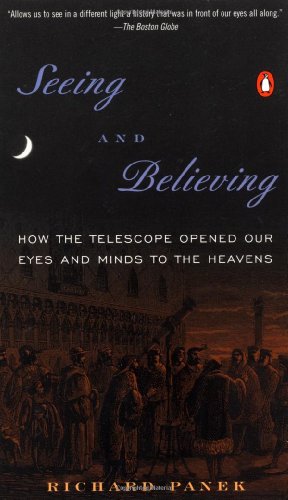 "Allows us to see in a different light a history that was in front of our eyes all along."
—The Boston Globe
Seeing
AND
Believing
HOW THE TELESCOPE OPENED OUR
EYES AND MINDS TO THE HEAVENS
RICHARD PANEK